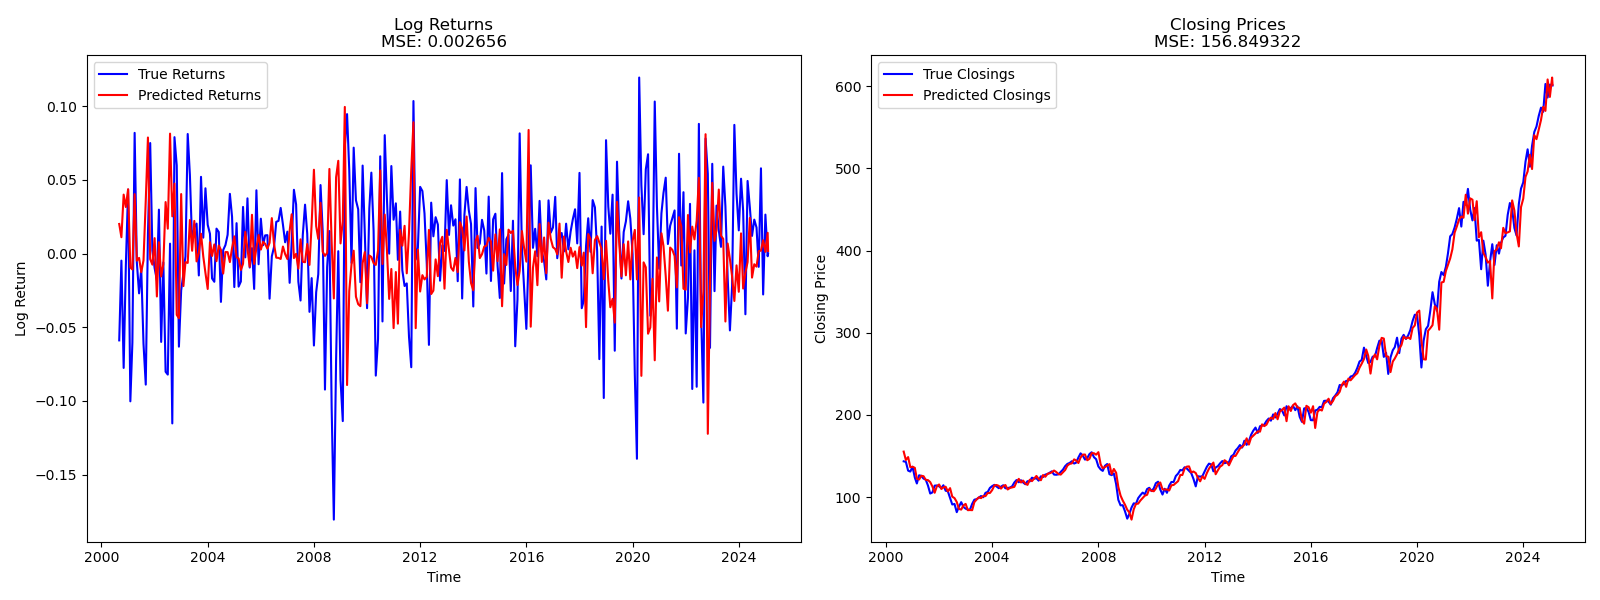 Log Returns
MSE: 0.002656
True Returns
Predicted Returns
0.10
0.05
0.00
−0.05
−0.10
−0.15
Log Return
2000
2004
2008
2012
2016
2020
2024
Time
Closing Prices
MSE: 156.849322
True Closings
Predicted Closings
600
500
400
300
200
100
Closing Price
2000
2004
2008
2012
2016
2020
2024
Time